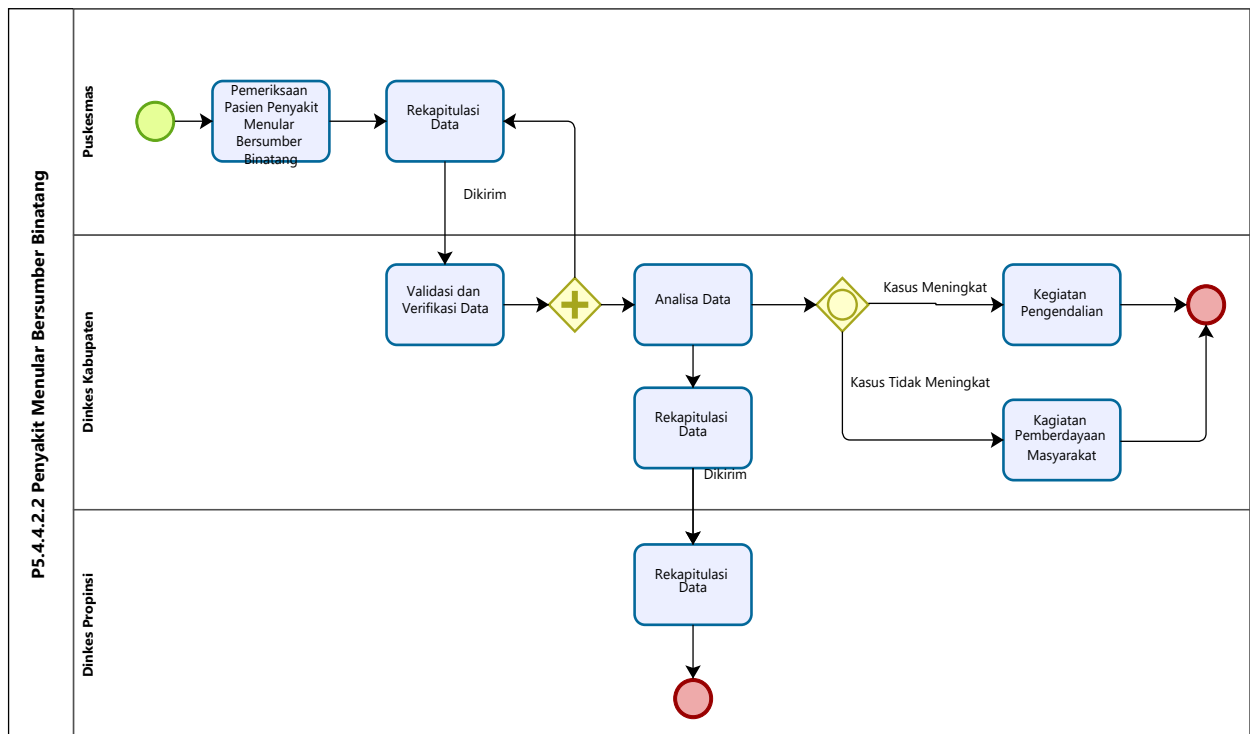 P5.4.4.2.2 Penyakit Menular Bersumber Binatang
Puskesmas
Pemeriksaan
Pasien Penyakit
Menular
Bersumber
Binatang
Rekapitulasi
Data
Dikirim
Dinkes Kabupaten
Validasi dan
Verifikasi Data
Analisa Data
Kasus Meningkat
Kegiatan
Pengendalian
Kasus Tidak Meningkat
Kagiatan
Pemberdayaan
Masyarakat
Rekapitulasi
Data
Dikirim
Dinkes Propinsi
Rekapitulasi
Data